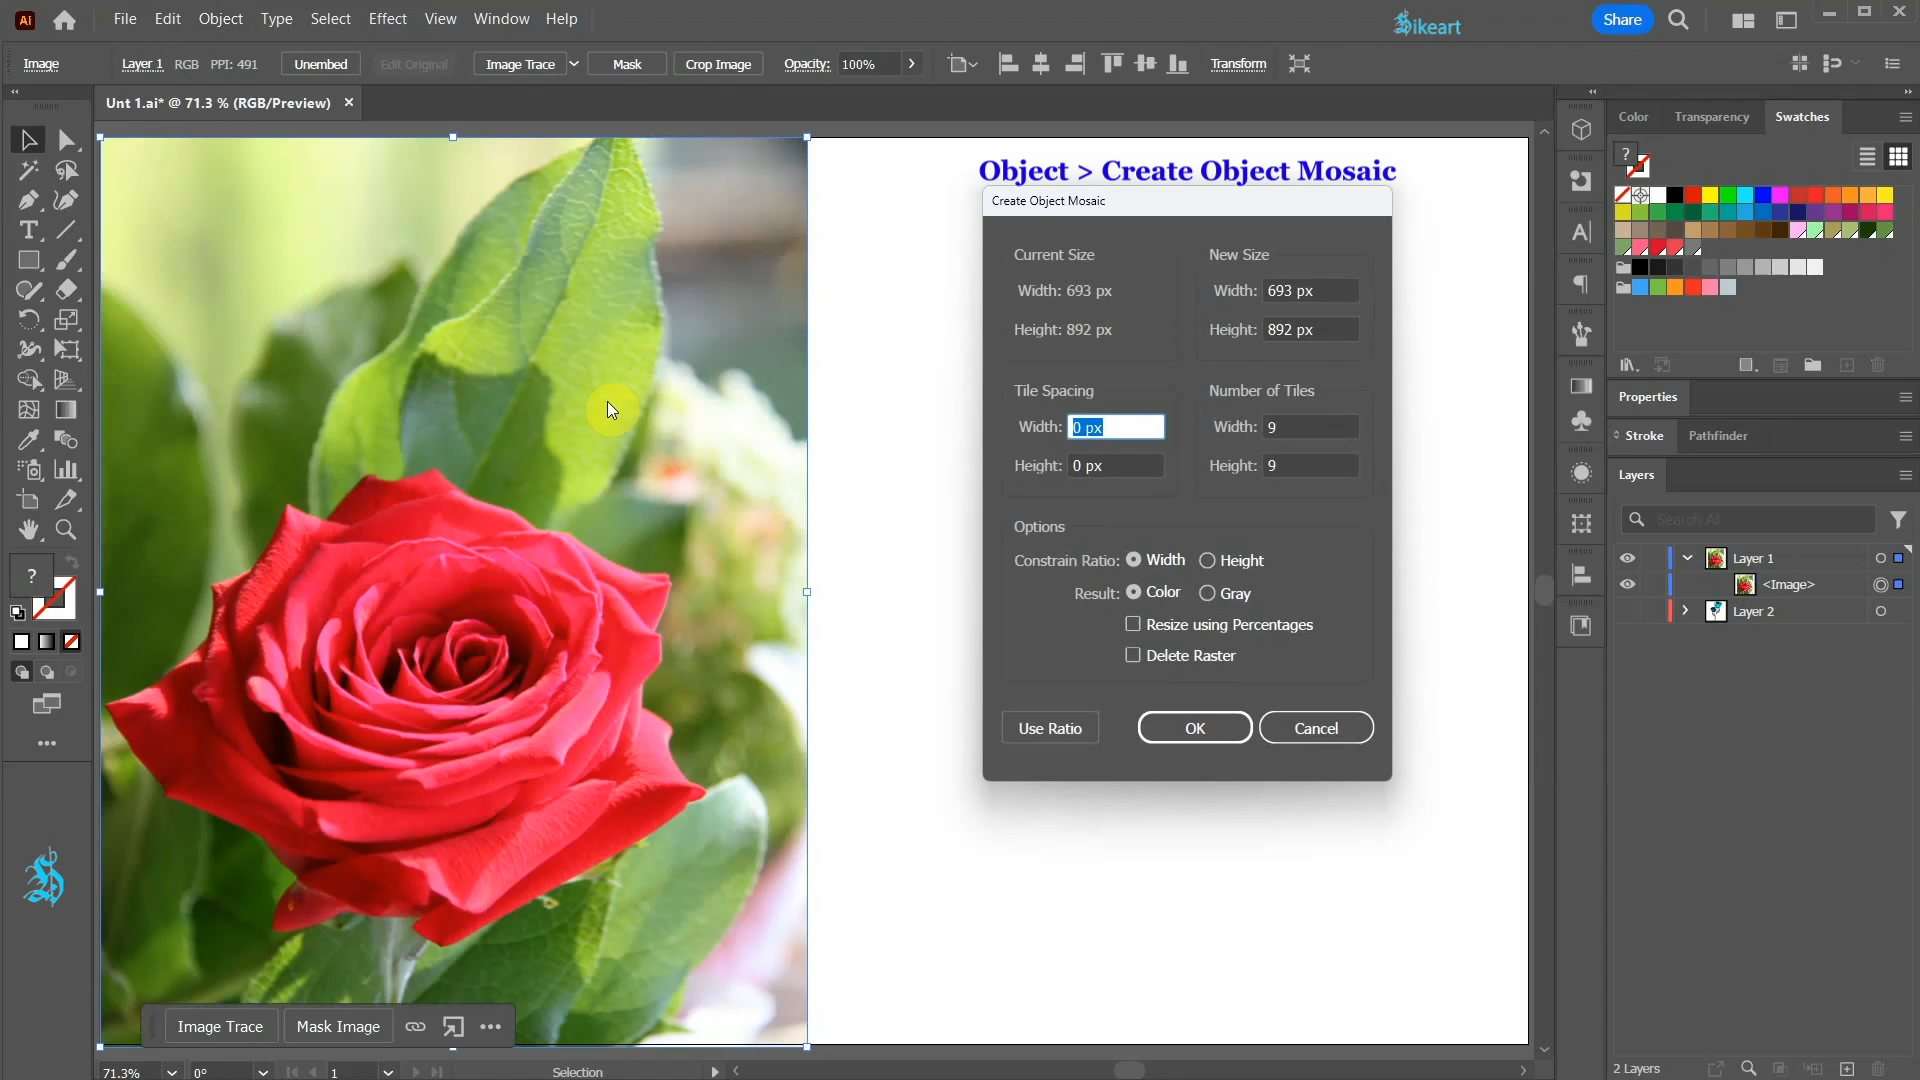 Ai File Edit Object Type Select Effect View Window Help Sikeart Share
Image Layer 1 RGB PPI: 491 Unembed Edit Original Image Trace Mask Crop Image Opacity: 100% Transform
Unt 1.ai* @ 71.3 % (RGB/Preview)
Color Transparency Swatches
Object > Create Object Mosaic
Create Object Mosaic
Current Size New Size
Width: 693 px Width: 693 px
Height: 892 px Height: 892 px
Tile Spacing Number of Tiles
Width: 0 px Width: 9
Height: 0 px Height: 9
Options
Constrain Ratio: Width Height
Result: Color Gray
Resize using Percentages
Delete Raster
Use Ratio OK Cancel
Properties
Stroke Pathfinder
Layers
Search All
Layer 1
<Image>
Layer 2
Image Trace Mask Image
71.3% 0° 1 Selection
2 Layers